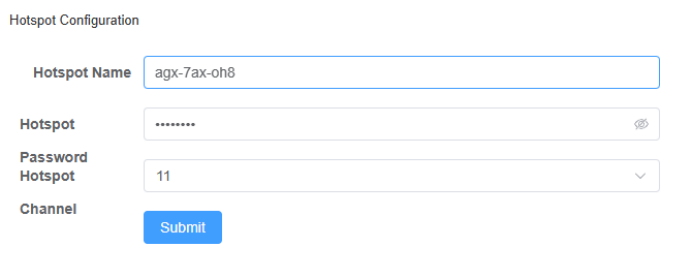 Hotspot Configuration
Hotspot Name
agx-7ax-oh8
Hotspot
Password
••••••••
Hotspot
Channel
11
Submit